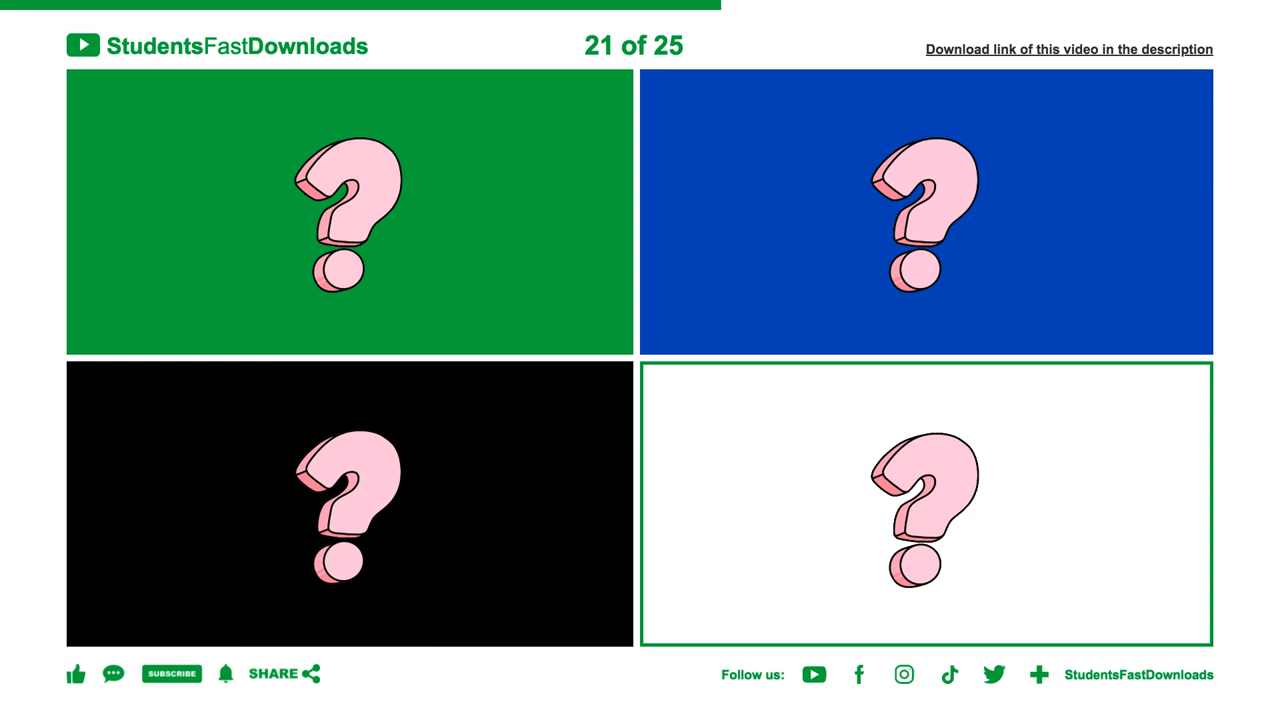 StudentsFastDownloads
21 of 25
Download link of this video in the description
SUBSCRIBE
SHARE
Follow us:
StudentsFastDownloads